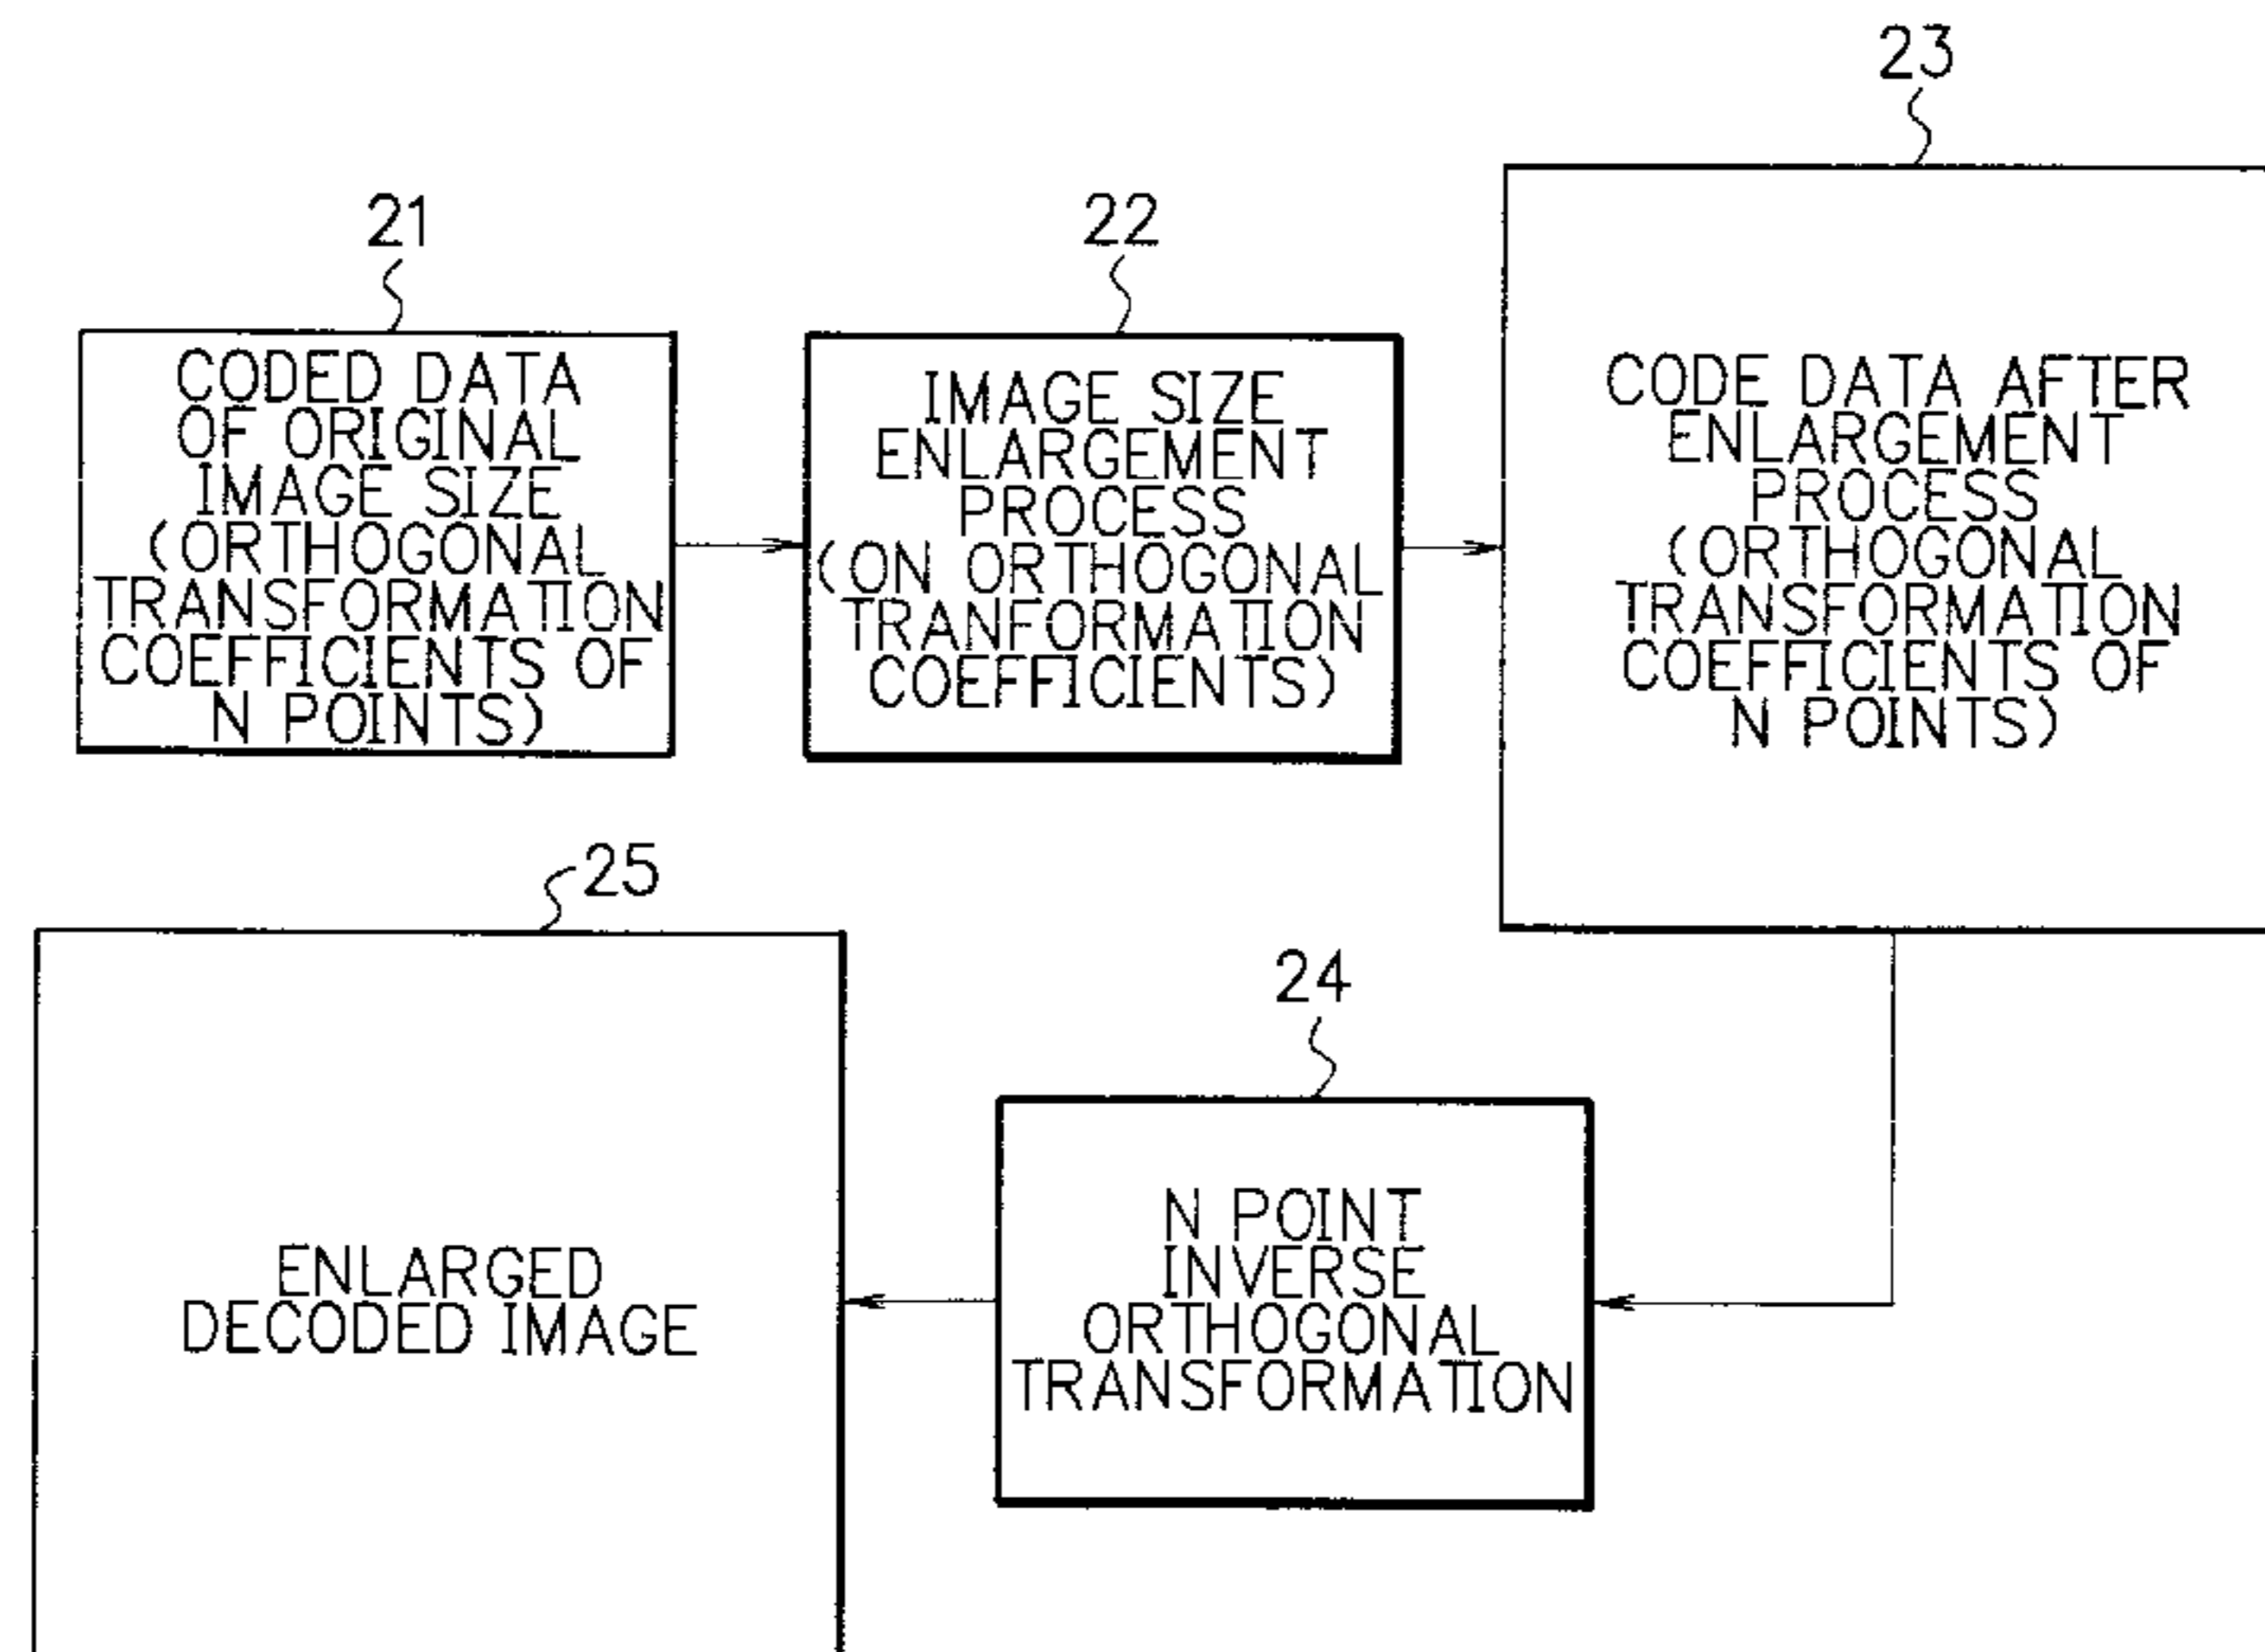 21
CODED DATA
OF ORIGINAL
IMAGE SIZE
(ORTHOGONAL
TRANSFORMATION
COEFFICIENTS OF
N POINTS)
22
IMAGE SIZE
ENLARGEMENT
PROCESS
(ON ORTHOGONAL
TRANFORMATION
COEFFICIENTS)
23
CODE DATA AFTER
ENLARGEMENT
PROCESS
(ORTHOGONAL
TRANSFORMATION
COEFFICIENTS OF
N POINTS)
25
ENLARGED
DECODED IMAGE
24
N POINT
INVERSE
ORTHOGONAL
TRANSFORMATION